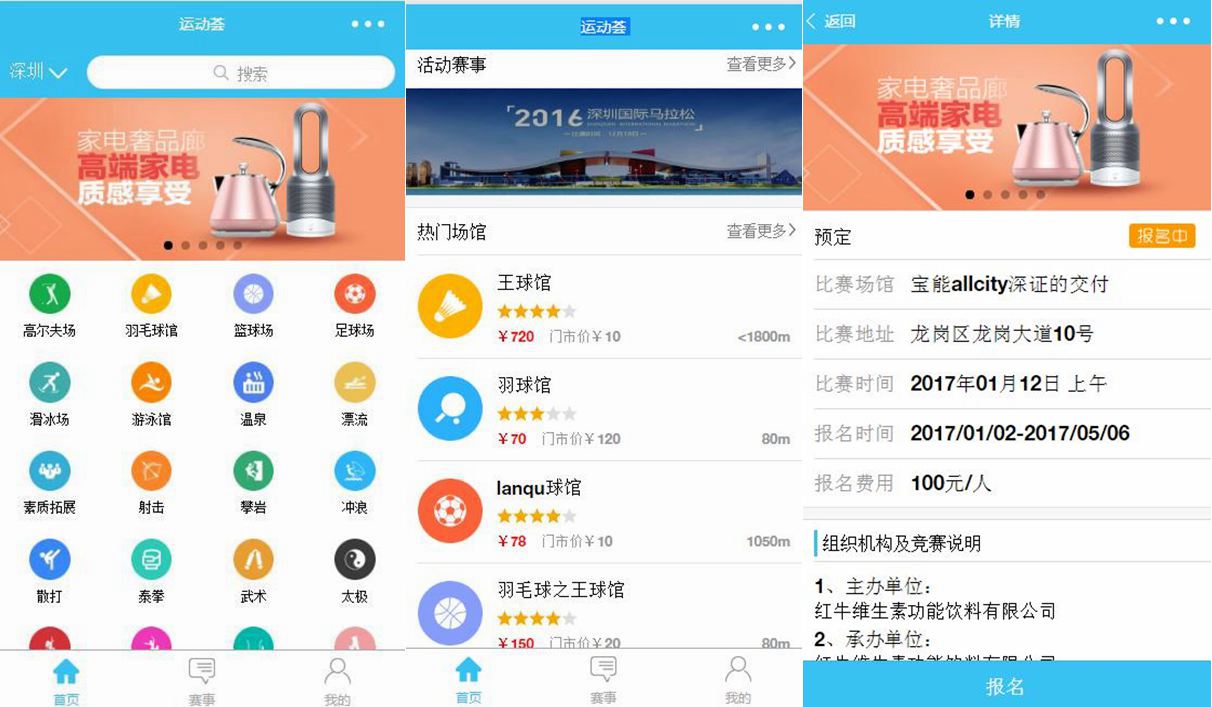 运动荟
深圳
搜索
家电奢品廊
高端家电
质感享受
高尔夫场
羽毛球馆
篮球场
足球场
滑冰场
游泳馆
温泉
漂流
素质拓展
射击
攀岩
冲浪
散打
泰拳
武术
太极
首页
赛事
我的
运动荟
活动赛事
查看更多
2016 深圳国际马拉松
热门场馆
查看更多
王球馆
￥720 门市价￥10
<1800m
羽球馆
￥70 门市价￥120
80m
lanqu球馆
￥78 门市价￥10
1050m
羽毛球之王球馆
￥150 门市价￥20
80m
首页
赛事
我的
返回
详情
家电奢品廊
高端家电
质感享受
预定
报名中
比赛场馆 宝能allcity深证的交付
比赛地址 龙岗区龙岗大道10号
比赛时间 2017年01月12日 上午
报名时间 2017/01/02-2017/05/06
报名费用 100元/人
组织机构及竞赛说明
1、主办单位：
红牛维生素功能饮料有限公司
2、承办单位：
红牛维生素功能饮料有限公司
报名